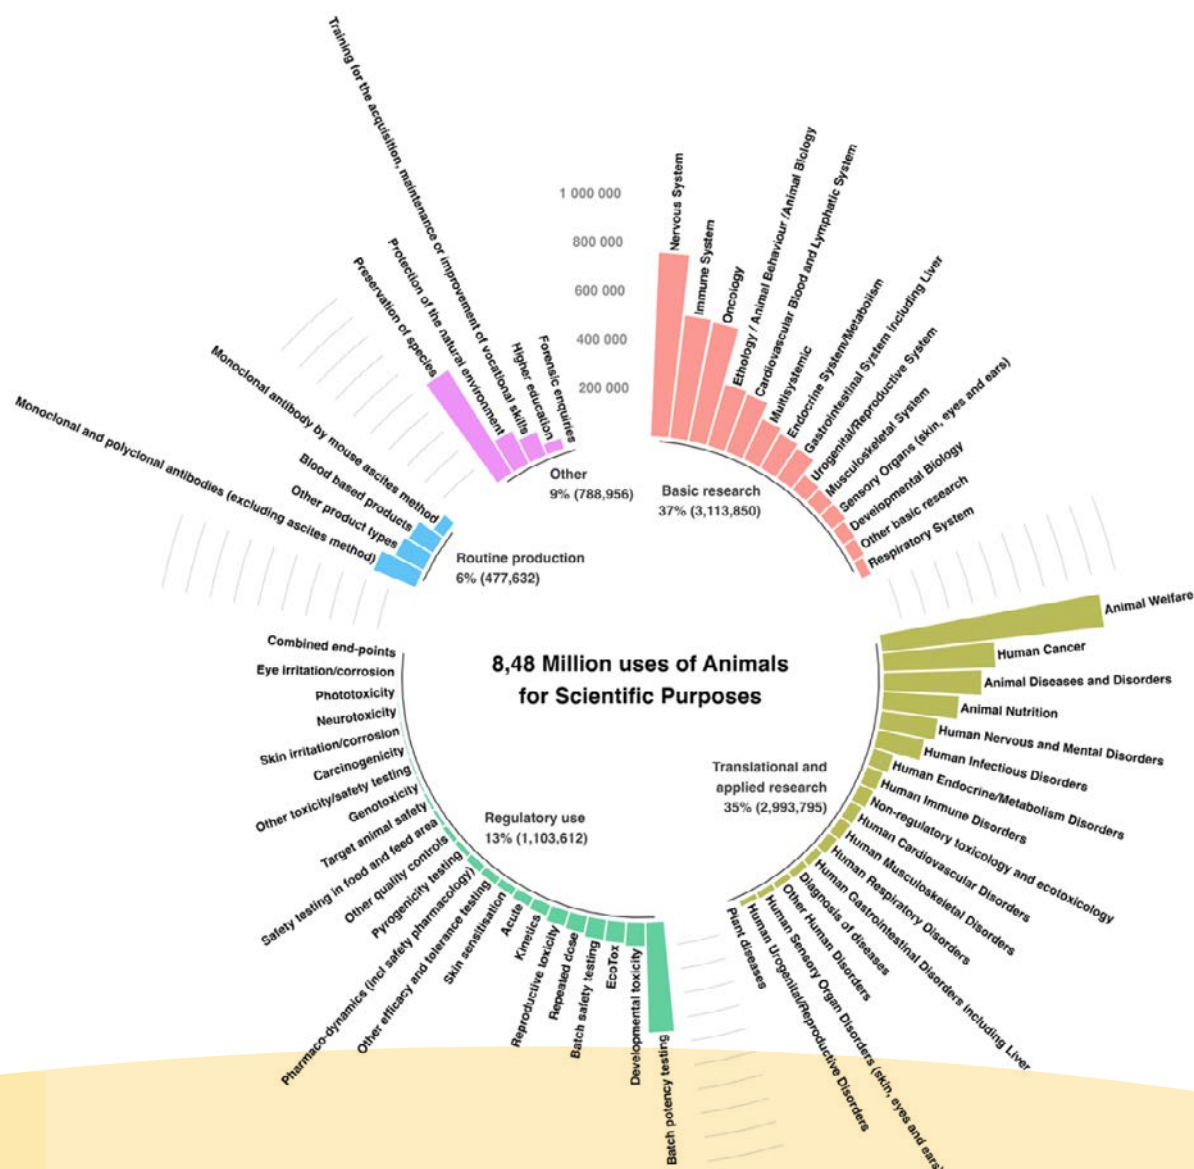 1 000 000
800 000
600 000
400 000
200 000
Nervous System
Immune System
Oncology
Ethology / Animal Behaviour /Animal Biology
Cardiovascular Blood and Lymphatic System
Multisystemic
Endocrine System/Metabolism
Gastrointestinal System including Liver
Urogenital/Reproductive System
Musculoskeletal System
Sensory Organs (skin, eyes and ears)
Developmental Biology
Other basic research
Respiratory System
Basic research
37% (3,113,850)
Animal Welfare
Human Cancer
Animal Diseases and Disorders
Animal Nutrition
Human Nervous and Mental Disorders
Human Infectious Disorders
Human Endocrine/Metabolism Disorders
Human Immune Disorders
Non-regulatory toxicology and ecotoxicology
Human Cardiovascular Disorders
Human Musculoskeletal Disorders
Human Respiratory Disorders
Human Gastrointestinal Disorders including Liver
Diagnosis of diseases
Other Human Disorders
Human Sensory Organ Disorders (skin, eyes and ears)
Human Urogenital/Reproductive Disorders
Plant diseases
Translational and
applied research
35% (2,993,795)
Batch potency testing
Developmental toxicity
EcoTox
Batch safety testing
Repeated dose
Reproductive toxicity
Kinetics
Acute
Skin sensitisation
Other efficacy and tolerance testing
Pharmaco-dynamics (incl safety pharmacology)
Pyrogenicity testing
Other quality controls
Safety testing in food and feed area
Target animal safety
Genotoxicity
Other toxicity/safety testing
Carcinogenicity
Skin irritation/corrosion
Neurotoxicity
Phototoxicity
Eye irritation/corrosion
Combined end-points
Regulatory use
13% (1,103,612)
Monoclonal and polyclonal antibodies (excluding ascites method)
Other product types
Blood based products
Monoclonal antibody by mouse ascites method
Routine production
6% (477,632)
Preservation of species
Protection of the natural environment
Training for the acquisition, maintenance or improvement of vocational skills
Higher education
Forensic enquiries
Other
9% (788,956)
8,48 Million uses of Animals
for Scientific Purposes